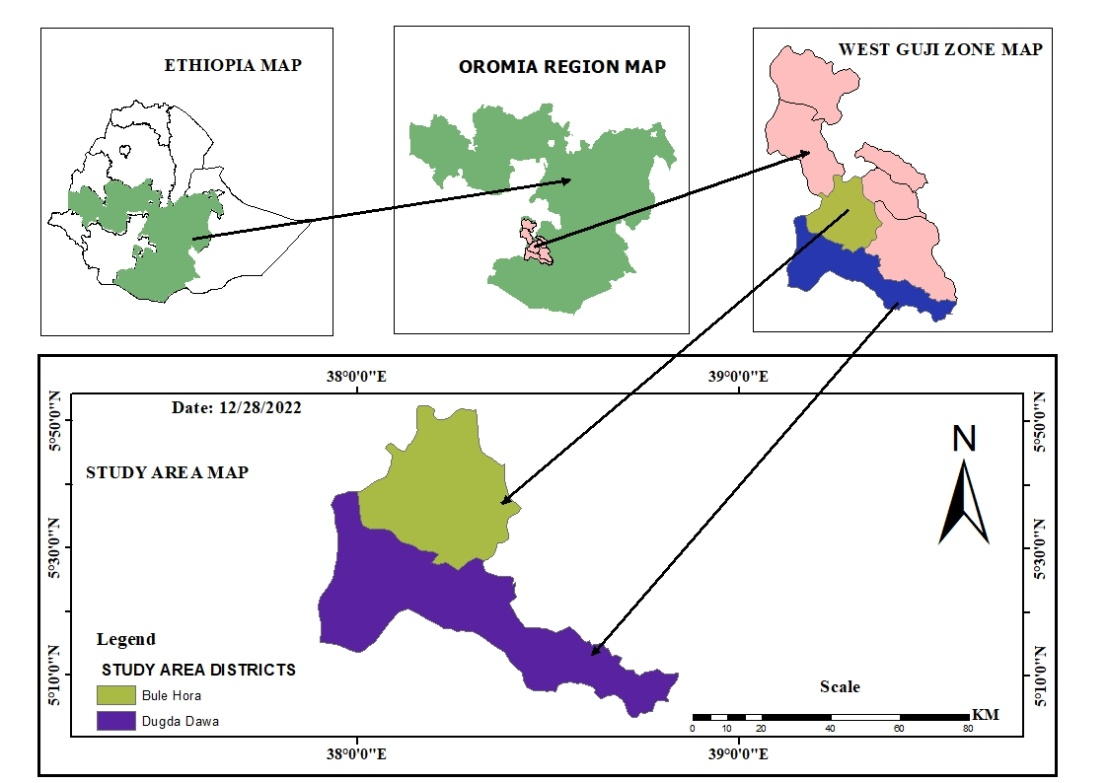 ETHIOPIA MAP
OROMIA REGION MAP
WEST GUJI ZONE MAP
38°0'0"E
39°0'0"E
Date: 12/28/2022
STUDY AREA MAP
N
5°50'0"N
5°50'0"N
5°30'0"N
5°30'0"N
5°10'0"N
5°10'0"N
Legend
STUDY AREA DISTRICTS
Bule Hora
Dugda Dawa
Scale
KM
0 10 20 40 60 80
38°0'0"E
39°0'0"E